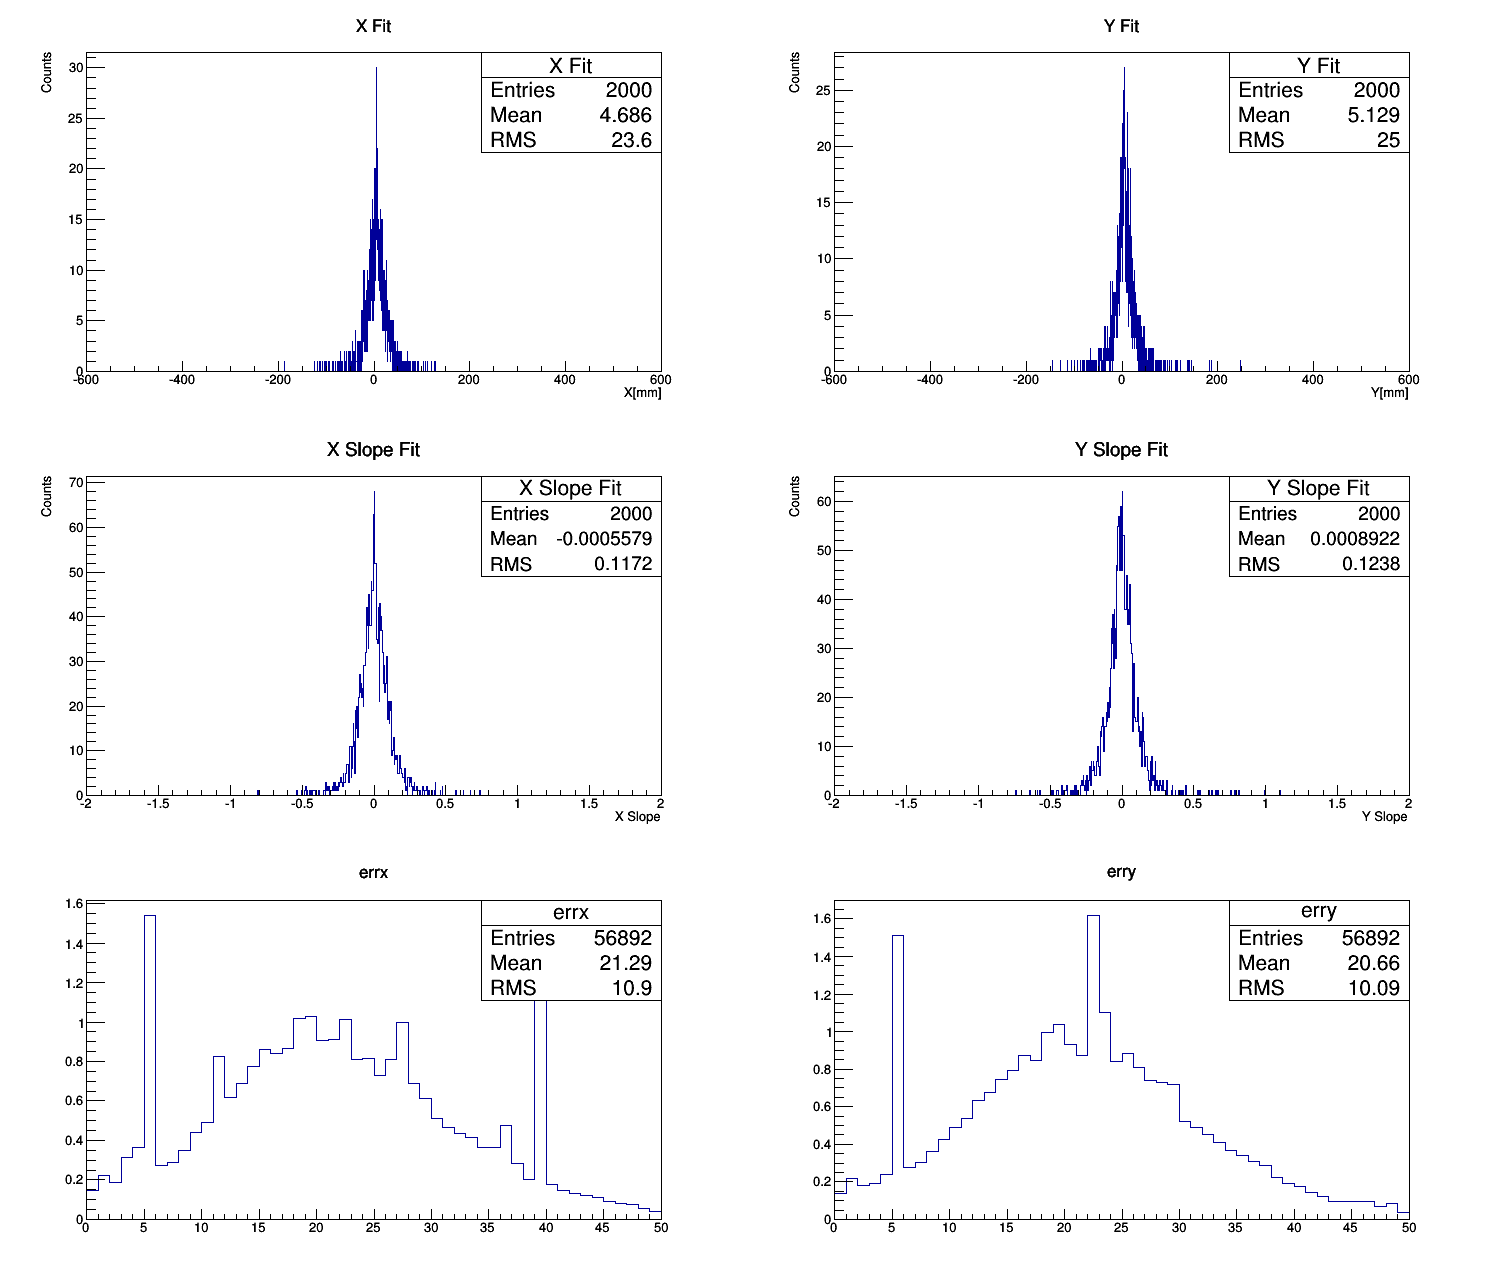 X Fit
Counts
X Fit
Entries 2000
Mean 4.686
RMS 23.6
30
25
20
15
10
5
0
-600 -400 -200 0 200 400 600
X[mm]
Y Fit
Counts
Y Fit
Entries 2000
Mean 5.129
RMS 25
25
20
15
10
5
0
-600 -400 -200 0 200 400 600
Y[mm]
X Slope Fit
Counts
X Slope Fit
Entries 2000
Mean -0.0005579
RMS 0.1172
70
60
50
40
30
20
10
0
-2 -1.5 -1 -0.5 0 0.5 1 1.5 2
X Slope
Y Slope Fit
Counts
Y Slope Fit
Entries 2000
Mean 0.0008922
RMS 0.1238
60
50
40
30
20
10
0
-2 -1.5 -1 -0.5 0 0.5 1 1.5 2
Y Slope
errx
errx
Entries 56892
Mean 21.29
RMS 10.9
1.6
1.4
1.2
1
0.8
0.6
0.4
0.2
0
0 5 10 15 20 25 30 35 40 45 50
erry
erry
Entries 56892
Mean 20.66
RMS 10.09
1.6
1.4
1.2
1
0.8
0.6
0.4
0.2
0
0 5 10 15 20 25 30 35 40 45 50